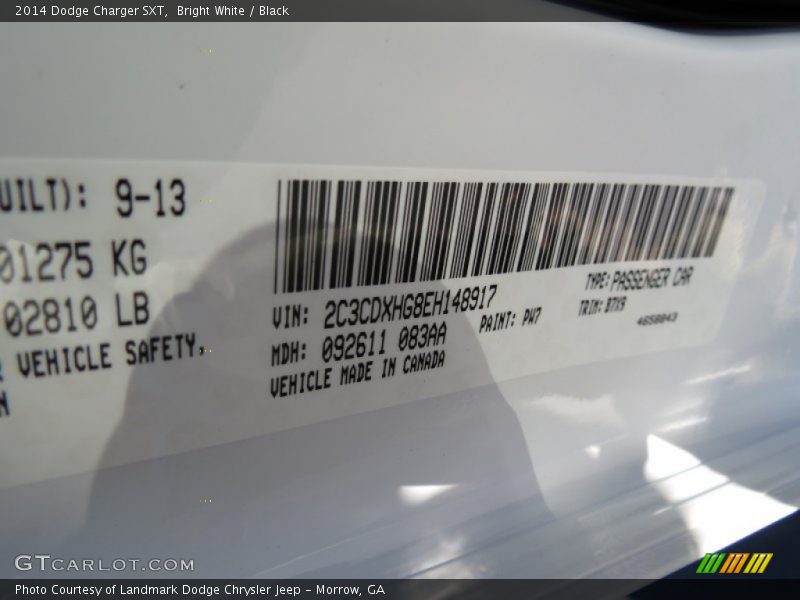 2014 Dodge Charger SXT,  Bright White / Black
UILT): 9-13
01275 KG
02810 LB
VEHICLE SAFETY,
N
VIN: 2C3CDXHG8EH148917
TYPE: PASSENGER CAR
MDH: 092611 083AA
PAINT: PW7
TRIM:
VEHICLE MADE IN CANADA
GTCARLOT.COM
Photo Courtesy of Landmark Dodge Chrysler Jeep - Morrow, GA